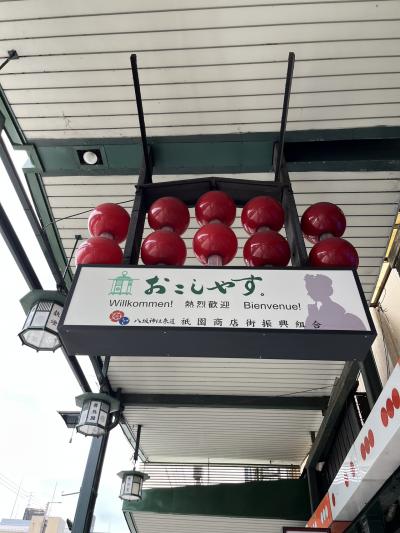 おこしやす。
Willkommen! 熱烈歓迎 Bienvenue!
八坂神社表道 祇園商店街振興組合